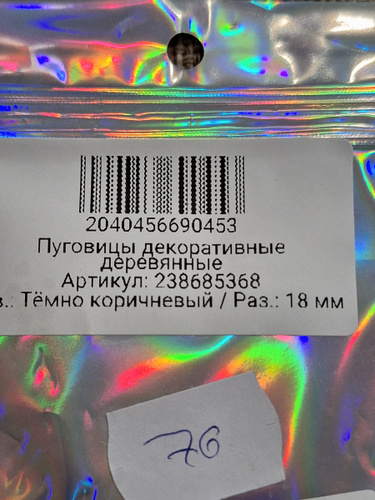 2040456690453
Пуговицы декоративные
деревянные
Артикул: 238685368
в.: Тёмно коричневый / Раз.: 18 мм
76